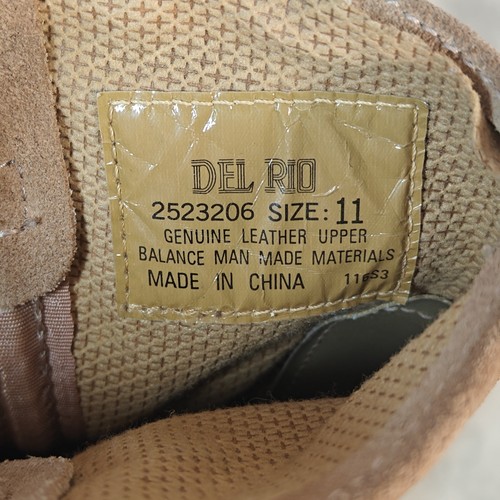 DEL RIO
2523206 SIZE: 11
GENUINE LEATHER UPPER
BALANCE MAN MADE MATERIALS
MADE IN CHINA